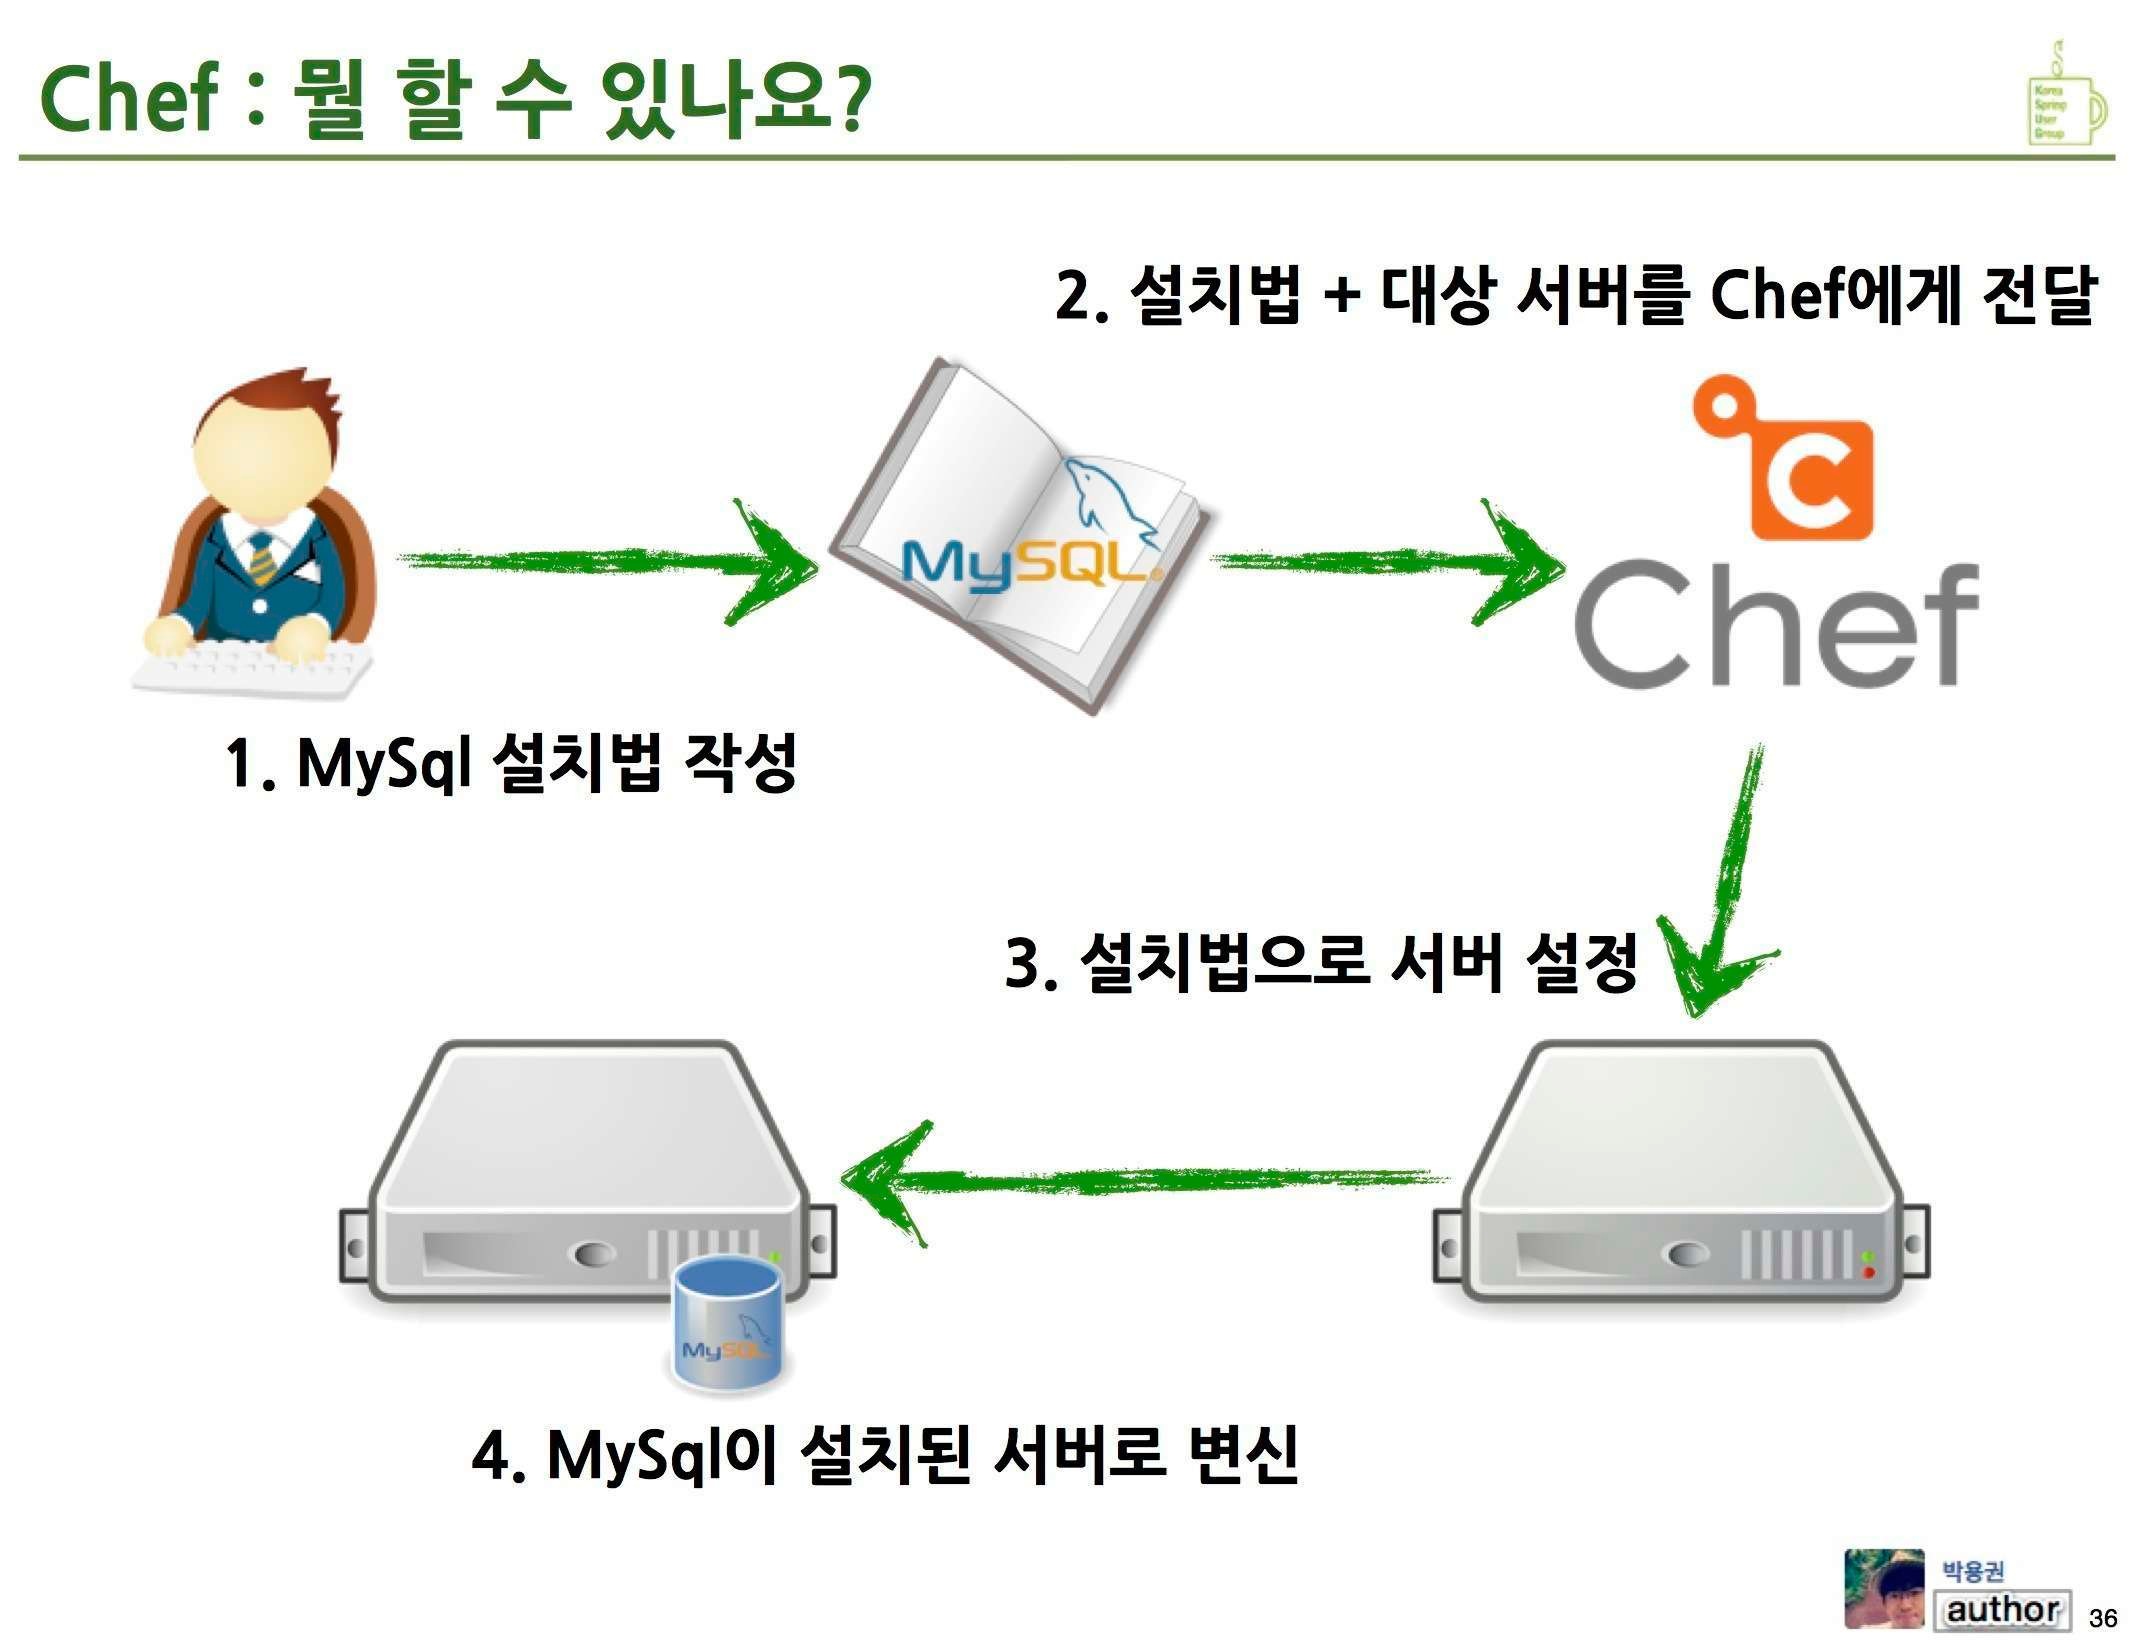 Chef : 뭘 할 수 있나요?
Korea
Spring
User
Group
2. 설치법 + 대상 서버를 Chef에게 전달
MySQL
C
Chef
1. MySql 설치법 작성
3. 설치법으로 서버 설정
MySQL
4. MySql이 설치된 서버로 변신
박용권
author
36